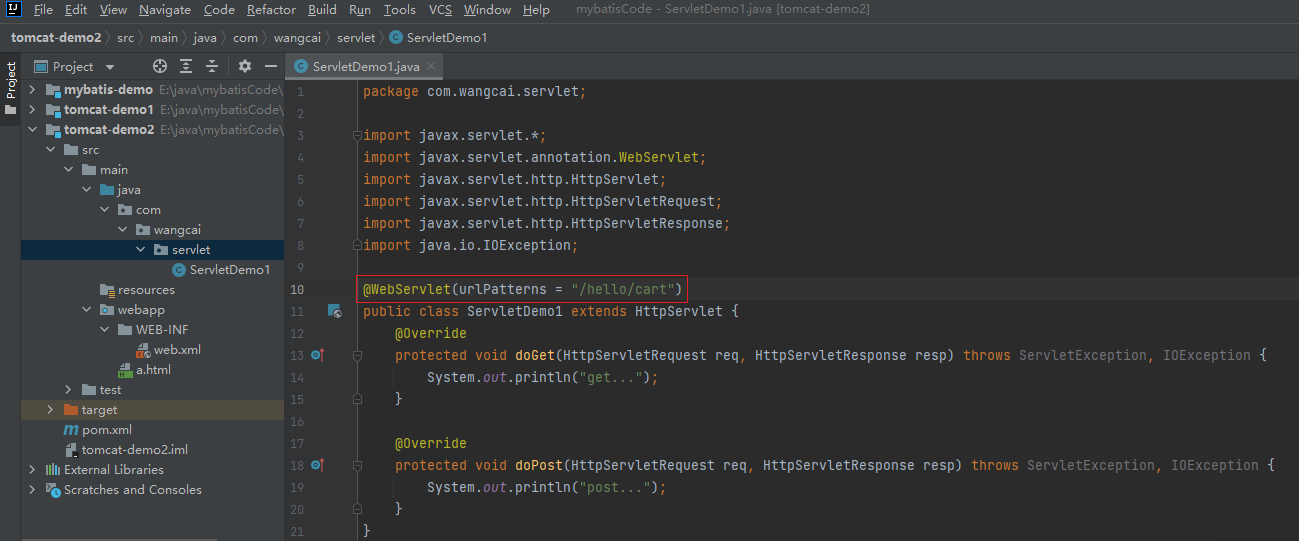 File Edit View Navigate Code Refactor Build Run Tools VCS Window Help mybatisCode - ServletDemo1.java [tomcat-demo2]
tomcat-demo2 src main java com wangcai servlet ServletDemo1
Project
Project
ServletDemo1.java
mybatis-demo E:\java\mybatisCode\
tomcat-demo1 E:\java\mybatisCode\
tomcat-demo2 E:\java\mybatisCode\
src
main
java
com
wangcai
servlet
ServletDemo1
resources
webapp
WEB-INF
web.xml
a.html
test
target
pom.xml
tomcat-demo2.iml
External Libraries
Scratches and Consoles
1 package com.wangcai.servlet;
2
3 import javax.servlet.*;
4 import javax.servlet.annotation.WebServlet;
5 import javax.servlet.http.HttpServlet;
6 import javax.servlet.http.HttpServletRequest;
7 import javax.servlet.http.HttpServletResponse;
8 import java.io.IOException;
9
10 @WebServlet(urlPatterns = "/hello/cart")
11 public class ServletDemo1 extends HttpServlet {
12 @Override
13 protected void doGet(HttpServletRequest req, HttpServletResponse resp) throws ServletException, IOException {
14 System.out.println("get...");
15 }
16
17 @Override
18 protected void doPost(HttpServletRequest req, HttpServletResponse resp) throws ServletException, IOException {
19 System.out.println("post...");
20 }
21 }